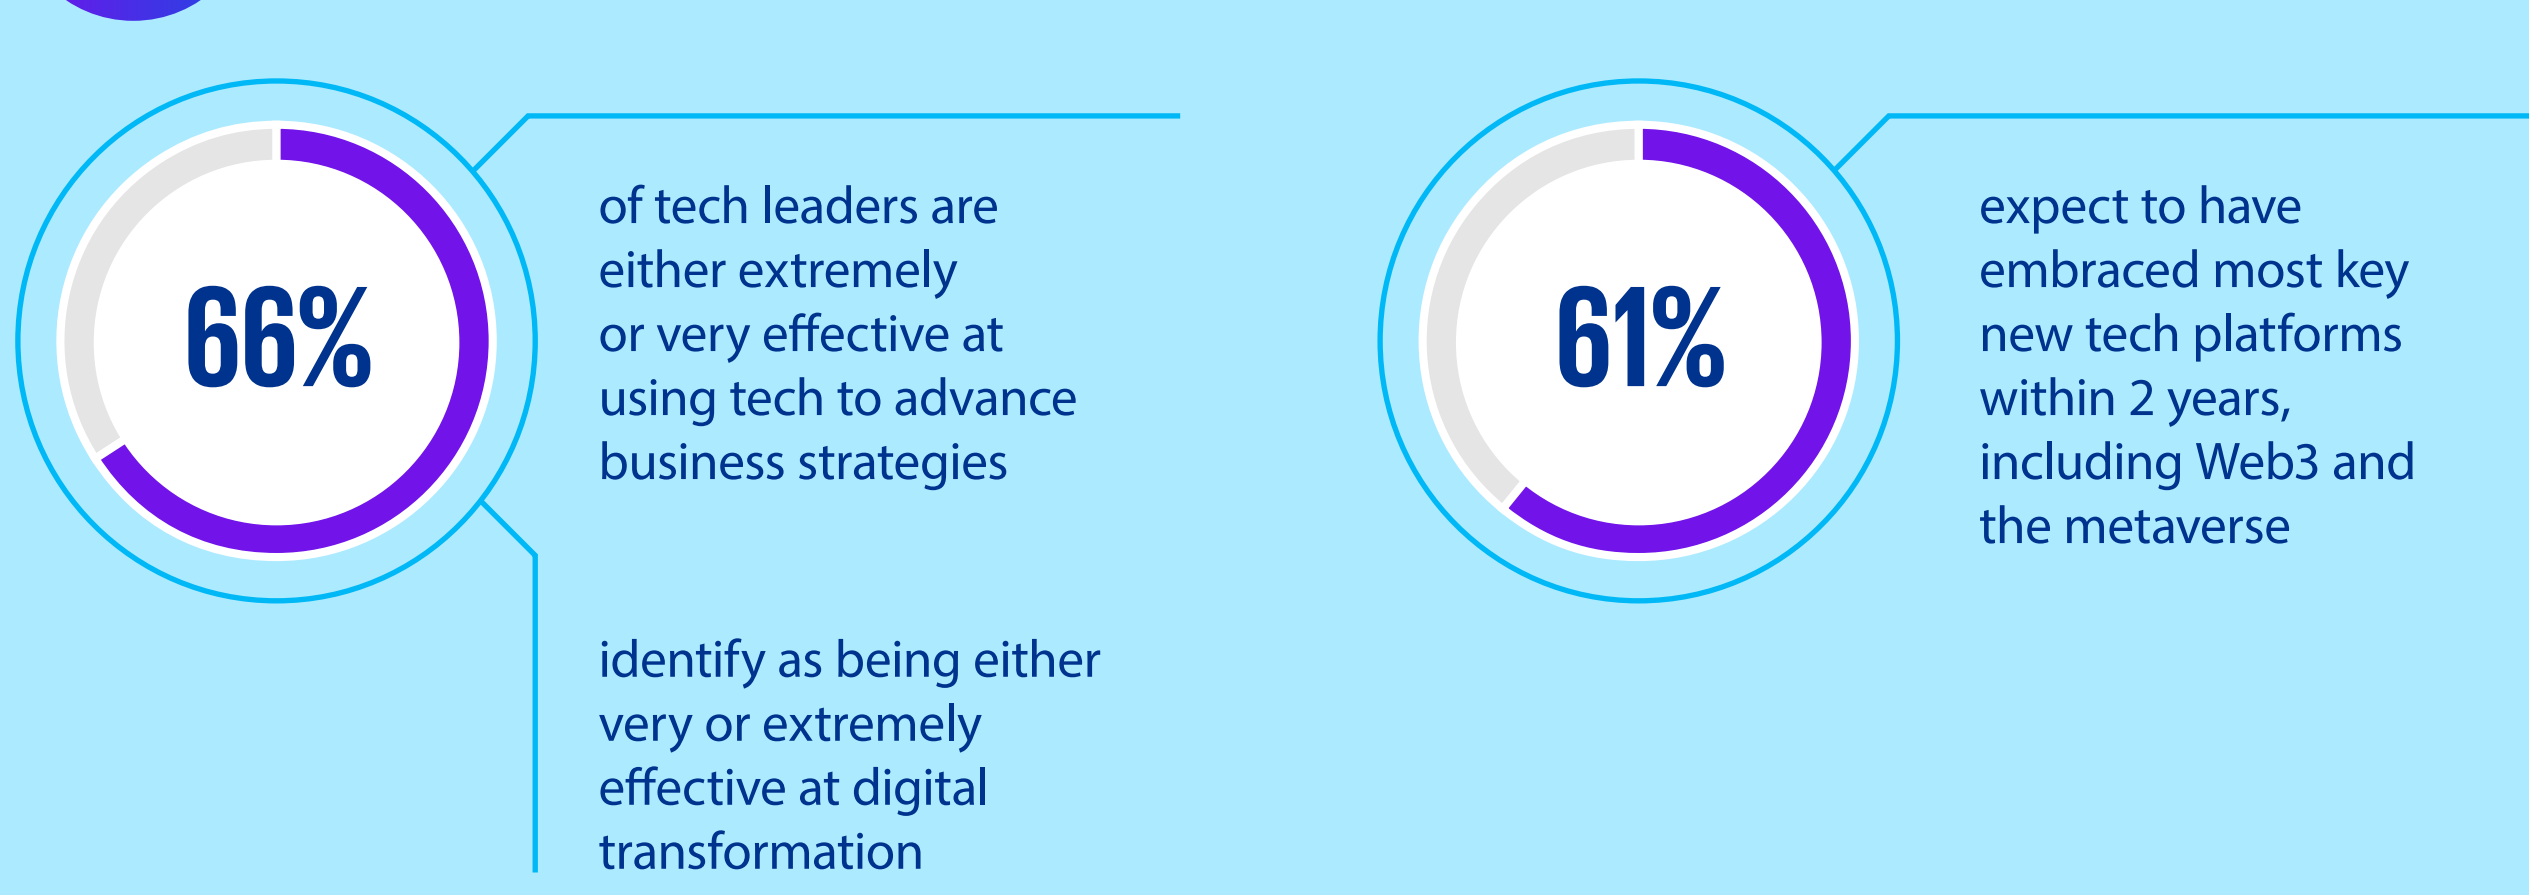 66%
of tech leaders are
either extremely
or very effective at
using tech to advance
business strategies
identify as being either
very or extremely
effective at digital
transformation
61%
expect to have
embraced most key
new tech platforms
within 2 years,
including Web3 and
the metaverse